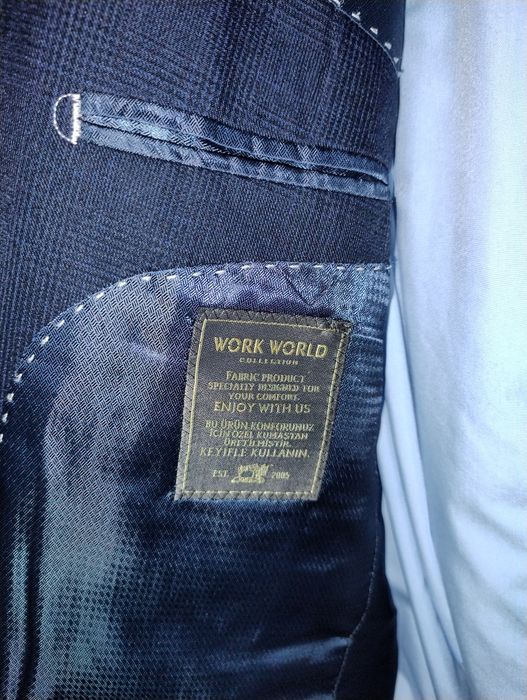 WORK WORLD
COLLECTION
FABRIC PRODUCT
SPECIALLY DESIGNED FOR
YOUR COMFORT.
ENJOY WITH US
BU ÜRÜN KONFORUNUZ
İÇİN ÖZEL KUMAŞTAN
ÜRETİLMİŞTİR.
KEYİFLE KULLANIN.
EST. 2005